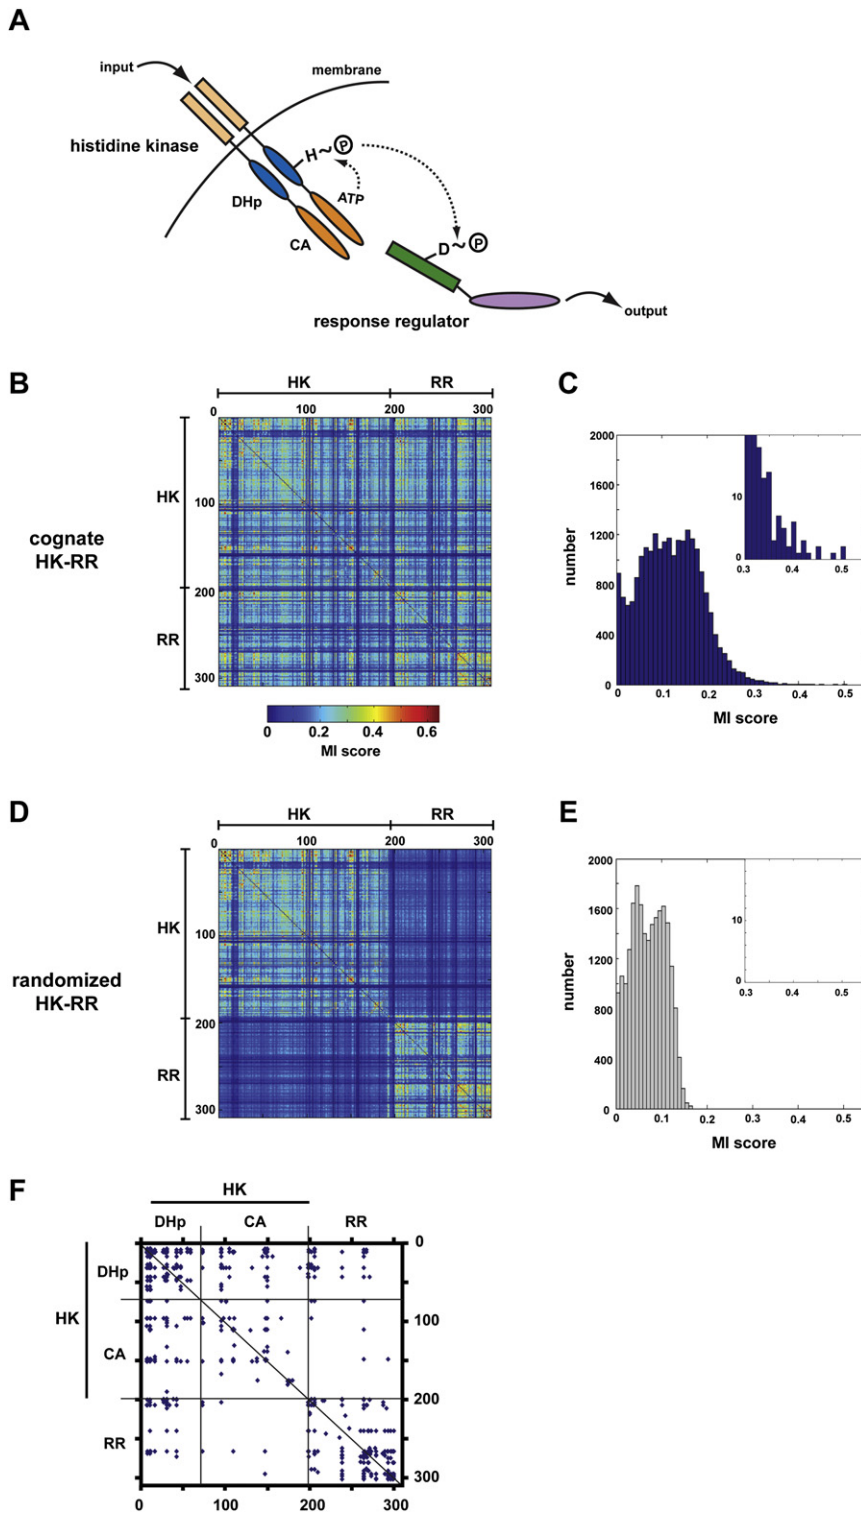 A
input
membrane
histidine kinase
H~P
DHp
ATP
CA
D~P
response regulator
output
B
HK
RR
0
100
200
300
HK
100
cognate
HK-RR
200
RR
300
0
0.2
0.4
0.6
MI score
C
2000
1600
1200
800
400
0
number
10
0
0.3
0.4
0.5
0
0.1
0.2
0.3
0.4
0.5
MI score
D
HK
RR
0
100
200
300
HK
100
randomized
HK-RR
200
RR
300
E
2000
1600
1200
800
400
0
number
10
0
0.3
0.4
0.5
0
0.1
0.2
0.3
0.4
0.5
MI score
F
HK
DHp
CA
RR
0
DHp
HK
100
CA
200
RR
300
0
100
200
300